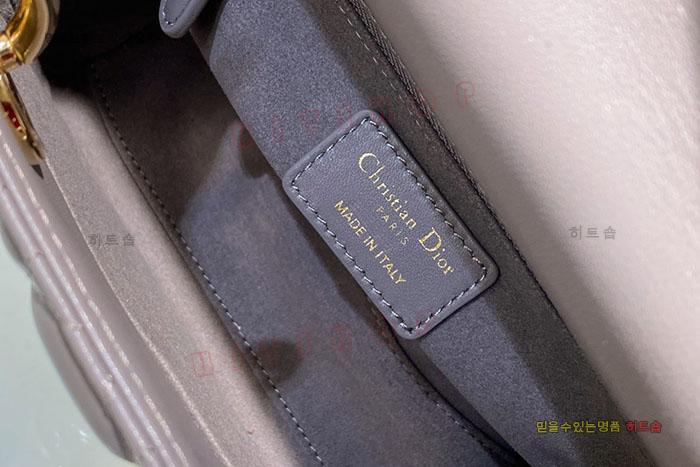 Christian Dior
PARIS
MADE IN ITALY
히트숍
히트숍
믿을수있는명품 히트숍